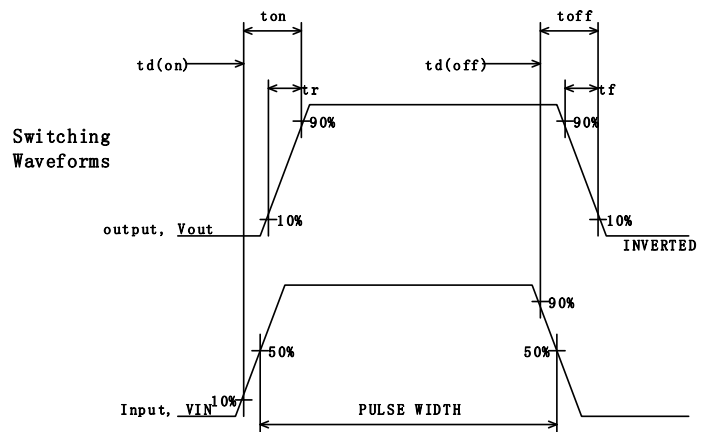 ton
toff
td(on)
td(off)
tr
tf
90%
90%
Switching
Waveforms
10%
10%
output, Vout
INVERTED
90%
50%
50%
10%
Input, VIN
PULSE WIDTH